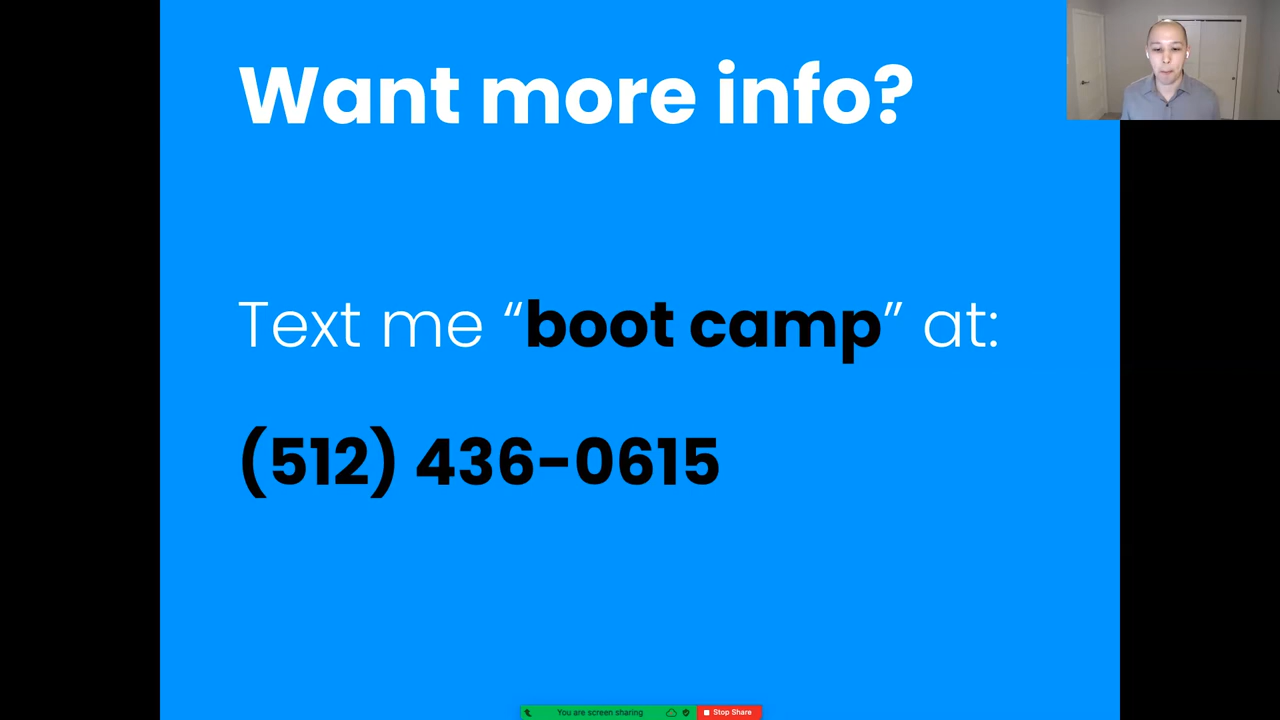 Want more info?
Text me “boot camp” at:
(512) 436-0615
You are screen sharing
Stop Share